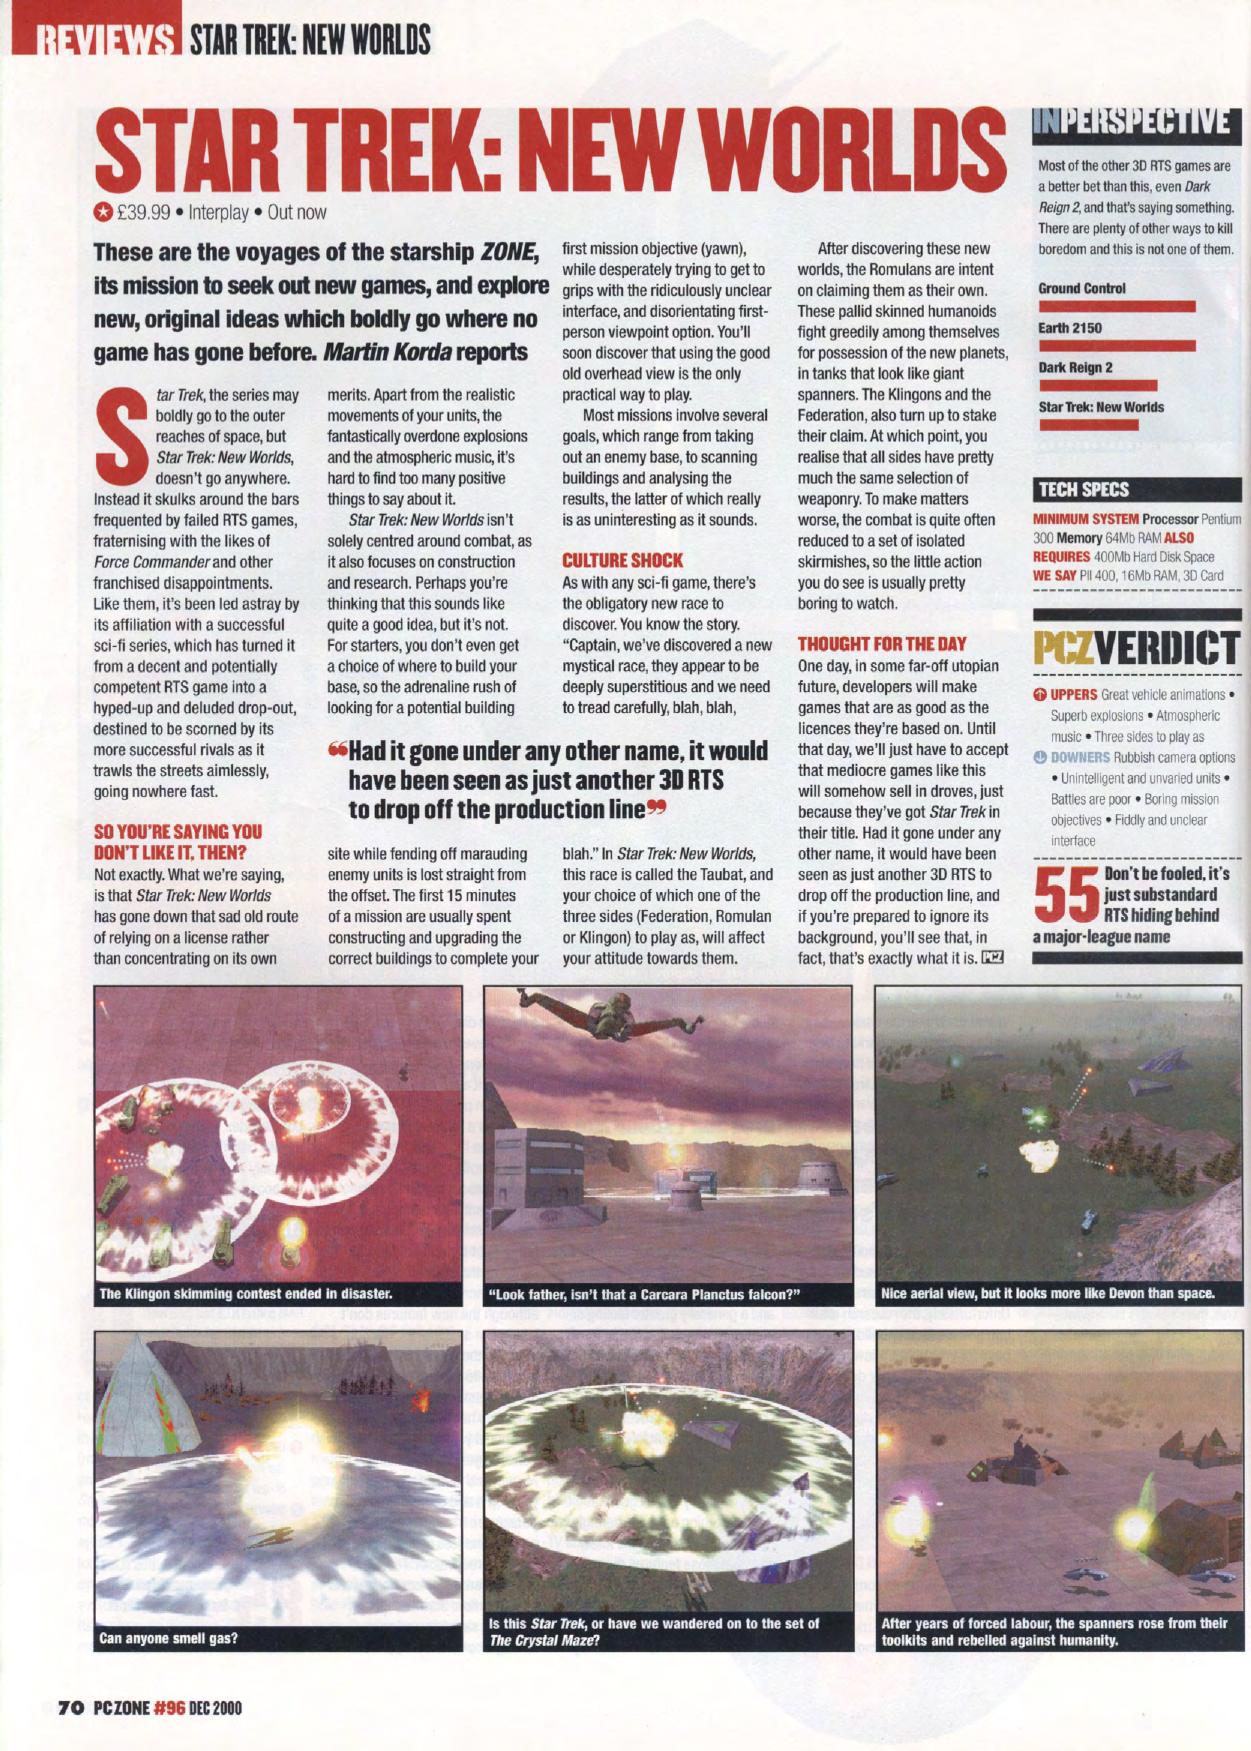 REVIEWS STAR TREK: NEW WORLDS
STAR TREK: NEW WORLDS
£39.99 • Interplay • Out now
These are the voyages of the starship ZONE,
its mission to seek out new games, and explore
new, original ideas which boldly go where no
game has gone before. Martin Korda reports
Star Trek, the series may
boldly go to the outer
reaches of space, but
Star Trek: New Worlds,
doesn't go anywhere.
Instead it skulks around the bars
frequented by failed RTS games,
fraternising with the likes of
Force Commander and other
franchised disappointments.
Like them, it's been led astray by
its affiliation with a successful
sci-fi series, which has turned it
from a decent and potentially
competent RTS game into a
hyped-up and deluded drop-out,
destined to be scorned by its
more successful rivals as it
trawls the streets aimlessly,
going nowhere fast.
SO YOU'RE SAYING YOU
DON'T LIKE IT, THEN?
Not exactly. What we're saying,
is that Star Trek: New Worlds
has gone down that sad old route
of relying on a license rather
than concentrating on its own
merits. Apart from the realistic
movements of your units, the
fantastically overdone explosions
and the atmospheric music, it's
hard to find too many positive
things to say about it.
Star Trek: New Worlds isn't
solely centred around combat, as
it also focuses on construction
and research. Perhaps you're
thinking that this sounds like
quite a good idea, but it's not.
For starters, you don't even get
a choice of where to build your
base, so the adrenaline rush of
looking for a potential building
“Had it gone under any other name, it would
have been seen as just another 3D RTS
to drop off the production line”
site while fending off marauding
enemy units is lost straight from
the offset. The first 15 minutes
of a mission are usually spent
constructing and upgrading the
correct buildings to complete your
first mission objective (yawn),
while desperately trying to get to
grips with the ridiculously unclear
interface, and disorientating first-
person viewpoint option. You'll
soon discover that using the good
old overhead view is the only
practical way to play.
Most missions involve several
goals, which range from taking
out an enemy base, to scanning
buildings and analysing the
results, the latter of which really
is as uninteresting as it sounds.
CULTURE SHOCK
As with any sci-fi game, there's
the obligatory new race to
discover. You know the story.
“Captain, we've discovered a new
mystical race, they appear to be
deeply superstitious and we need
to tread carefully, blah, blah,
blah.” In Star Trek: New Worlds,
this race is called the Taubat, and
your choice of which one of the
three sides (Federation, Romulan
or Klingon) to play as, will affect
your attitude towards them.
After discovering these new
worlds, the Romulans are intent
on claiming them as their own.
These pallid skinned humanoids
fight greedily among themselves
for possession of the new planets,
in tanks that look like giant
spanners. The Klingons and the
Federation, also turn up to stake
their claim. At which point, you
realise that all sides have pretty
much the same selection of
weaponry. To make matters
worse, the combat is quite often
reduced to a set of isolated
skirmishes, so the little action
you do see is usually pretty
boring to watch.
THOUGHT FOR THE DAY
One day, in some far-off utopian
future, developers will make
games that are as good as the
licences they're based on. Until
that day, we'll just have to accept
that mediocre games like this
will somehow sell in droves, just
because they've got Star Trek in
their title. Had it gone under any
other name, it would have been
seen as just another 3D RTS to
drop off the production line, and
if you're prepared to ignore its
background, you'll see that, in
fact, that's exactly what it is. PCZ
INPERSPECTIVE
Most of the other 3D RTS games are
a better bet than this, even Dark
Reign 2, and that's saying something.
There are plenty of other ways to kill
boredom and this is not one of them.
Ground Control
Earth 2150
Dark Reign 2
Star Trek: New Worlds
TECH SPECS
MINIMUM SYSTEM Processor Pentium
300 Memory 64Mb RAM ALSO
REQUIRES 400Mb Hard Disk Space
WE SAY PII 400, 16Mb RAM, 3D Card
PCZVERDICT
UPPERS Great vehicle animations •
Superb explosions • Atmospheric
music • Three sides to play as
DOWNERS Rubbish camera options
• Unintelligent and unvaried units •
Battles are poor • Boring mission
objectives • Fiddly and unclear
interface
55 Don't be fooled, it's
just substandard
RTS hiding behind
a major-league name
The Klingon skimming contest ended in disaster.
“Look father, isn't that a Carcara Planctus falcon?”
Nice aerial view, but it looks more like Devon than space.
Can anyone smell gas?
Is this Star Trek, or have we wandered on to the set of
The Crystal Maze?
After years of forced labour, the spanners rose from their
toolkits and rebelled against humanity.
70 PCZONE #96 DEC 2000